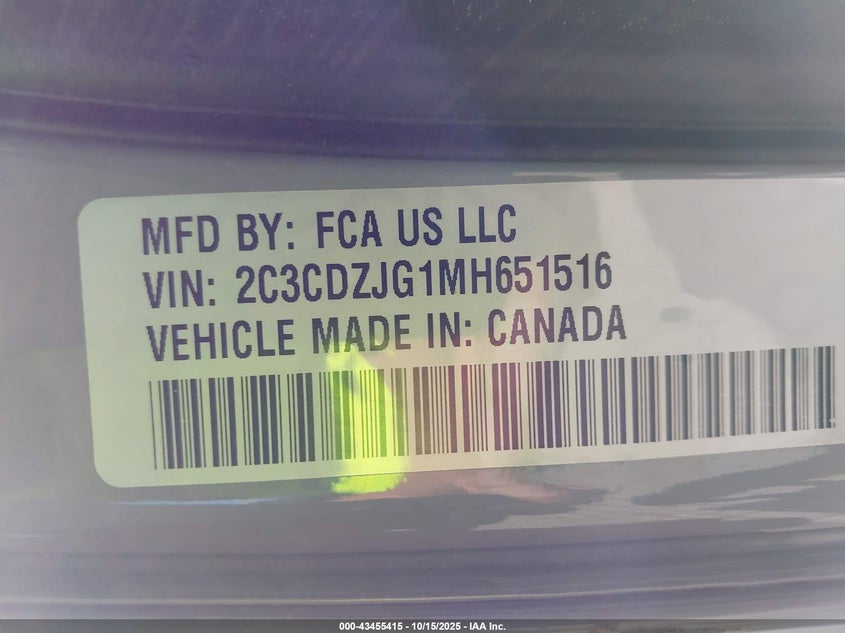 MFD BY: FCA US LLC
VIN: 2C3CDZJG1MH651516
VEHICLE MADE IN: CANADA
000-43455415 - 10/15/2025 - IAA Inc.